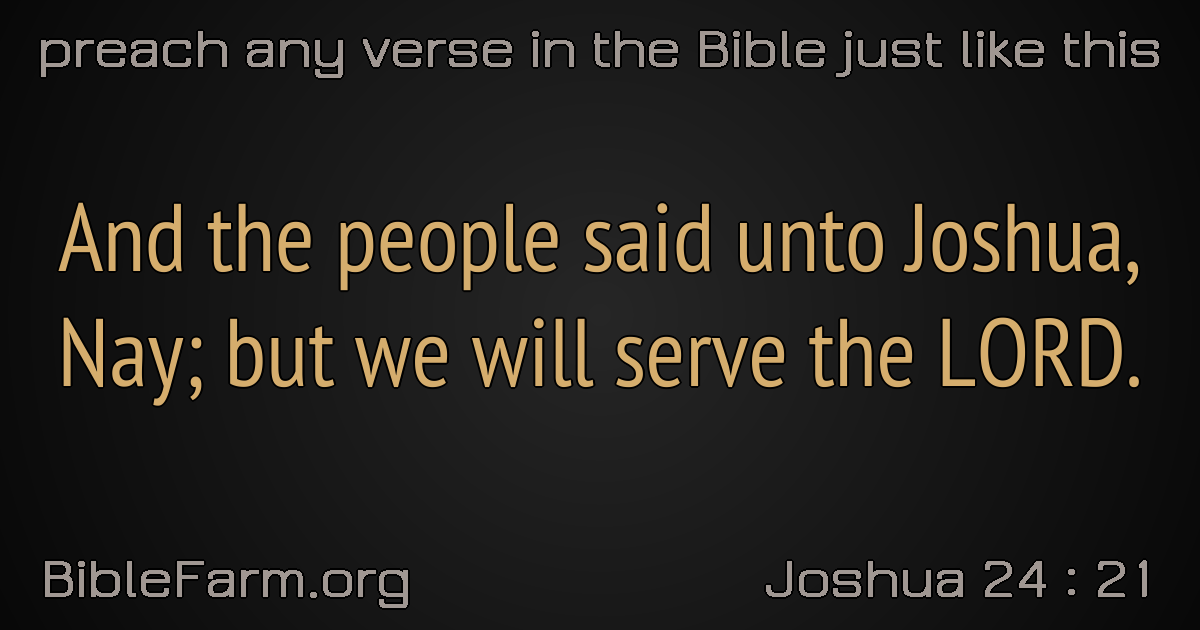 preach any verse in the Bible just like this
And the people said unto Joshua,
Nay; but we will serve the LORD.
BibleFarm.org
Joshua 24 : 21